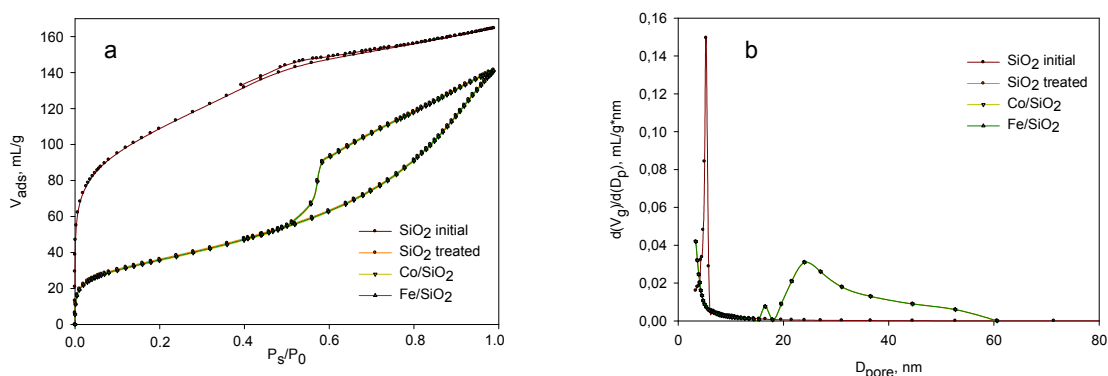 a
160
140
120
100
80
60
40
20
0
V_ads, mL/g
0.0 0.2 0.4 0.6 0.8 1.0
P_s/P_0
SiO₂ initial
SiO₂ treated
Co/SiO₂
Fe/SiO₂
b
0,16
0,14
0,12
0,10
0,08
0,06
0,04
0,02
0,00
d(V_g)/d(D_p), mL/g*nm
0 20 40 60 80
D_pore, nm
SiO₂ initial
SiO₂ treated
Co/SiO₂
Fe/SiO₂